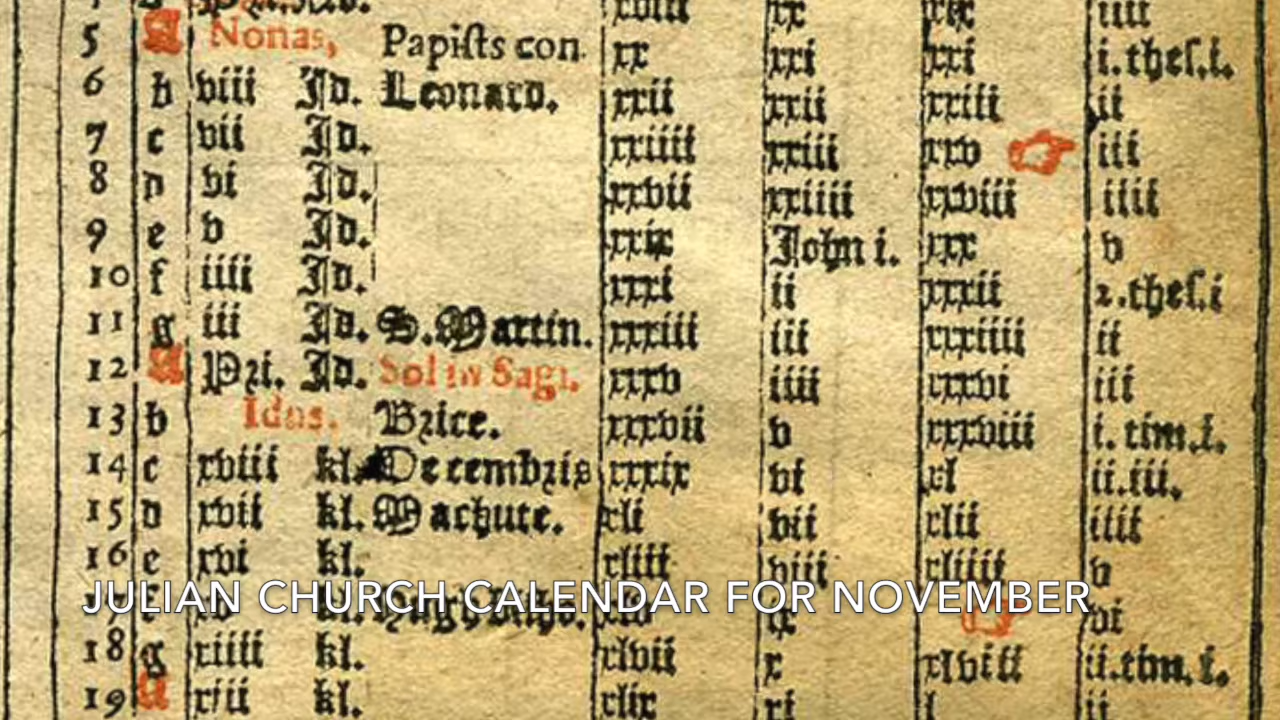 xviii xx iiii
5 A Nonas, Papists con xx xxi xxi i.thes.i.
6 b viii Id. Leonard. xxii xxii xxiii ii
7 c vii Id. xxiiii xxiii xxv iii
8 d vi Id. xxvii xxiiii xxviii iiii
9 e v Id. xxix John i. xxx v
10 f iiii Id. xxxi ii xxxii 2.thes.i
11 g iii Id. S.Martin. xxxiii iii xxxiiii ii
12 A Pri. Id. Sol in Sagi. xxxv iiii xxxvi iii
13 b Idus. Brice. xxxvii v xxxviii i. tim.i.
14 c xviii kl. Decembris xxxix vi xl ii.iii.
15 d xvii kl. Machute. xli vii xlii iiii
16 e xvi kl. xliii viii xliiii v
JULIAN CHURCH CALENDAR FOR NOVEMBER
vi
18 g xiiii kl. xlvii x xlviii ii.tim.i.
19 A xiii kl. xlix xi l ii